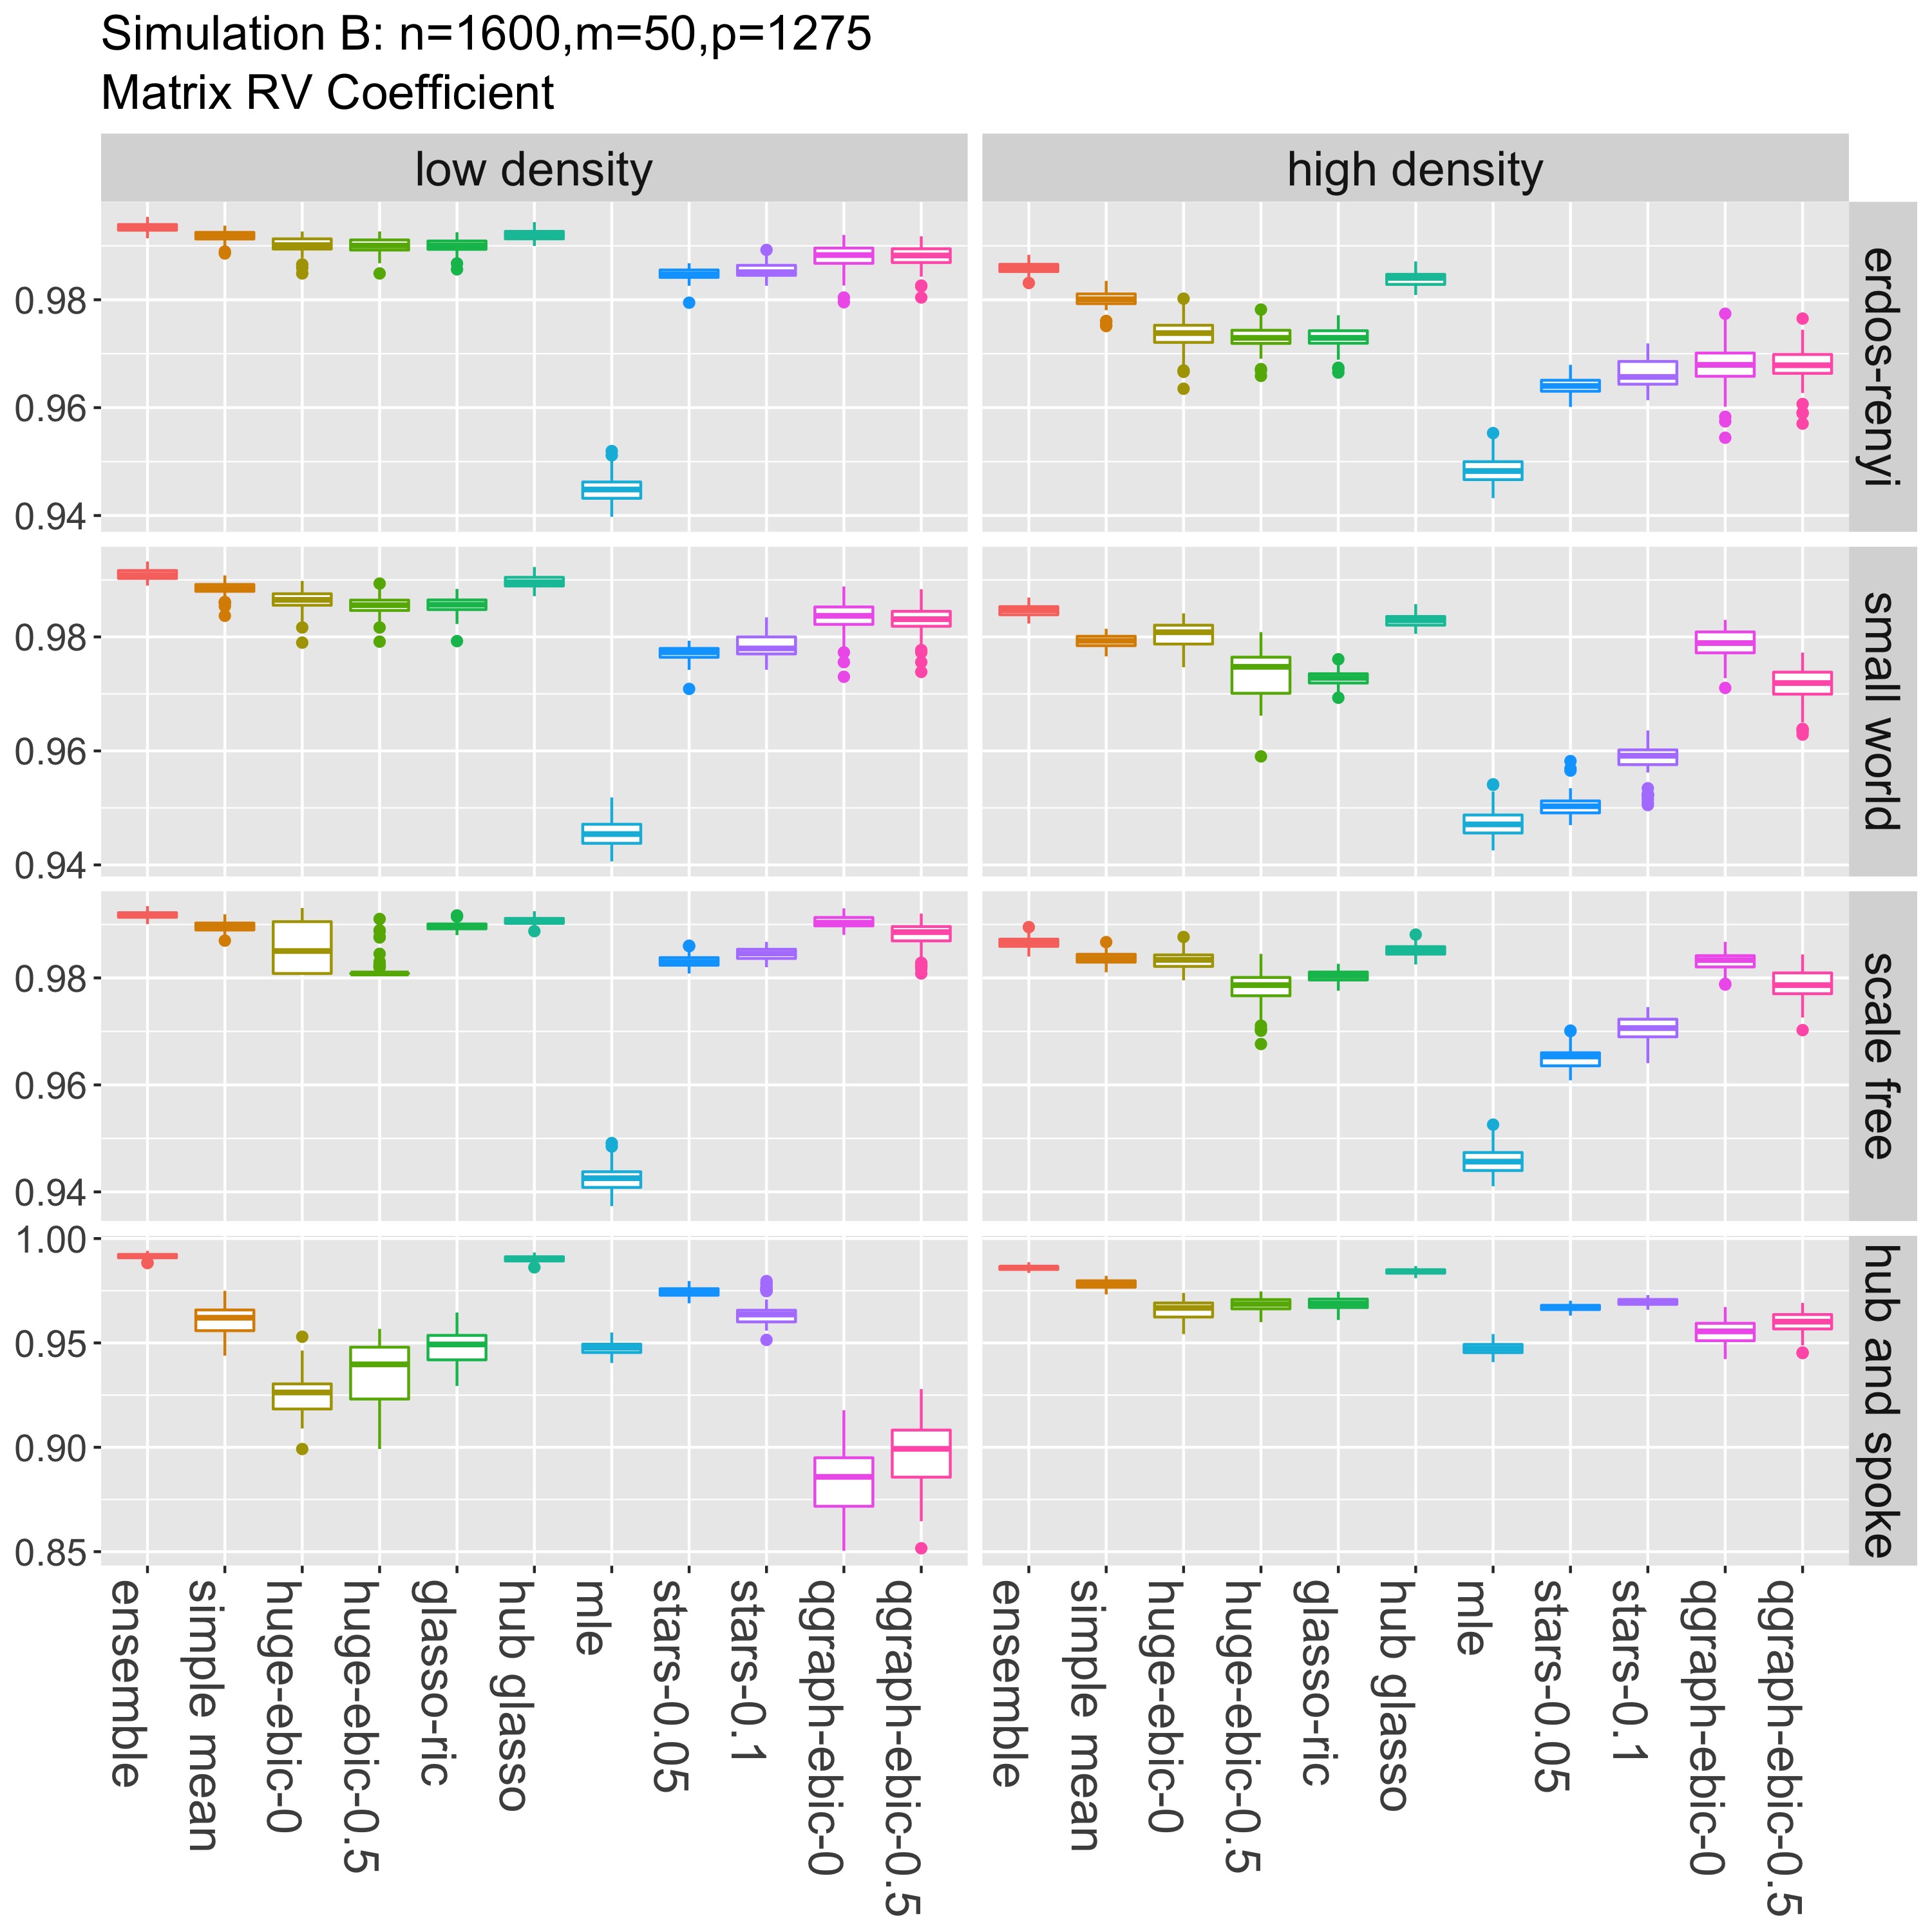 Simulation B: n=1600,m=50,p=1275
Matrix RV Coefficient
low density
high density
0.98
0.96
0.94
erdos-renyi
0.98
0.96
0.94
small world
0.98
0.96
0.94
scale free
1.00
0.95
0.90
0.85
hub and spoke
ensemble
simple mean
huge-ebic-0
huge-ebic-0.5
glasso-ric
hub glasso
mle
stars-0.05
stars-0.1
qgraph-ebic-0
qgraph-ebic-0.5
ensemble
simple mean
huge-ebic-0
huge-ebic-0.5
glasso-ric
hub glasso
mle
stars-0.05
stars-0.1
qgraph-ebic-0
qgraph-ebic-0.5